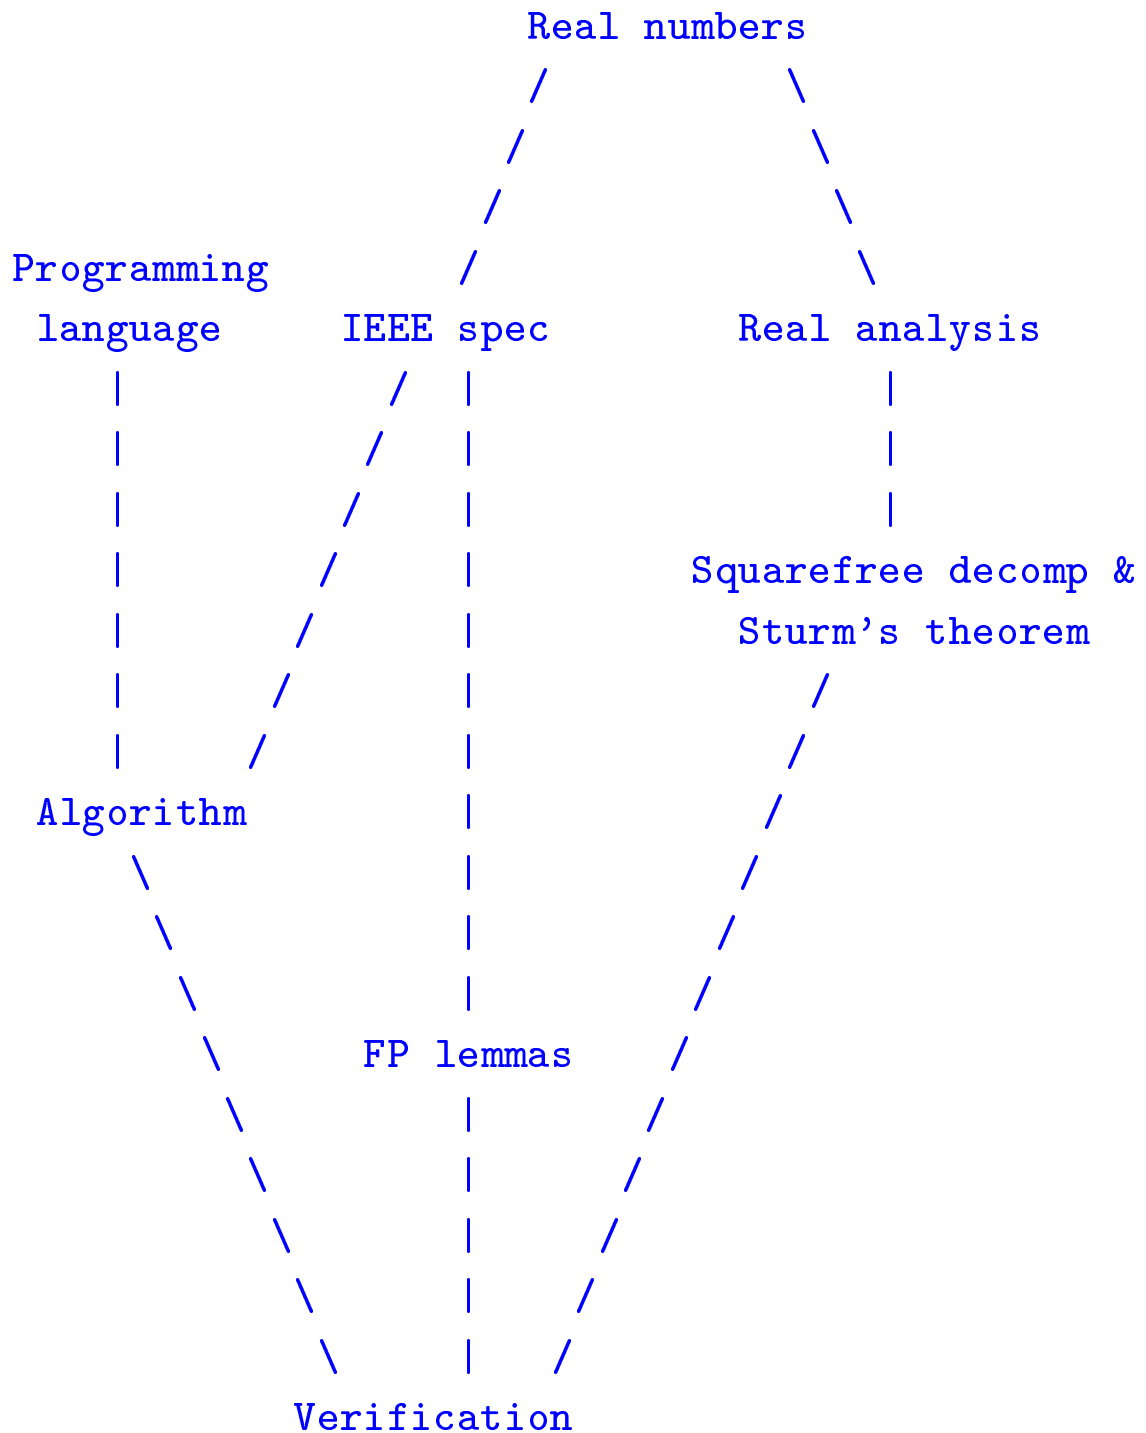 Real numbers
Programming
language
IEEE spec
Real analysis
Squarefree decomp &
Sturm's theorem
Algorithm
FP lemmas
Verification